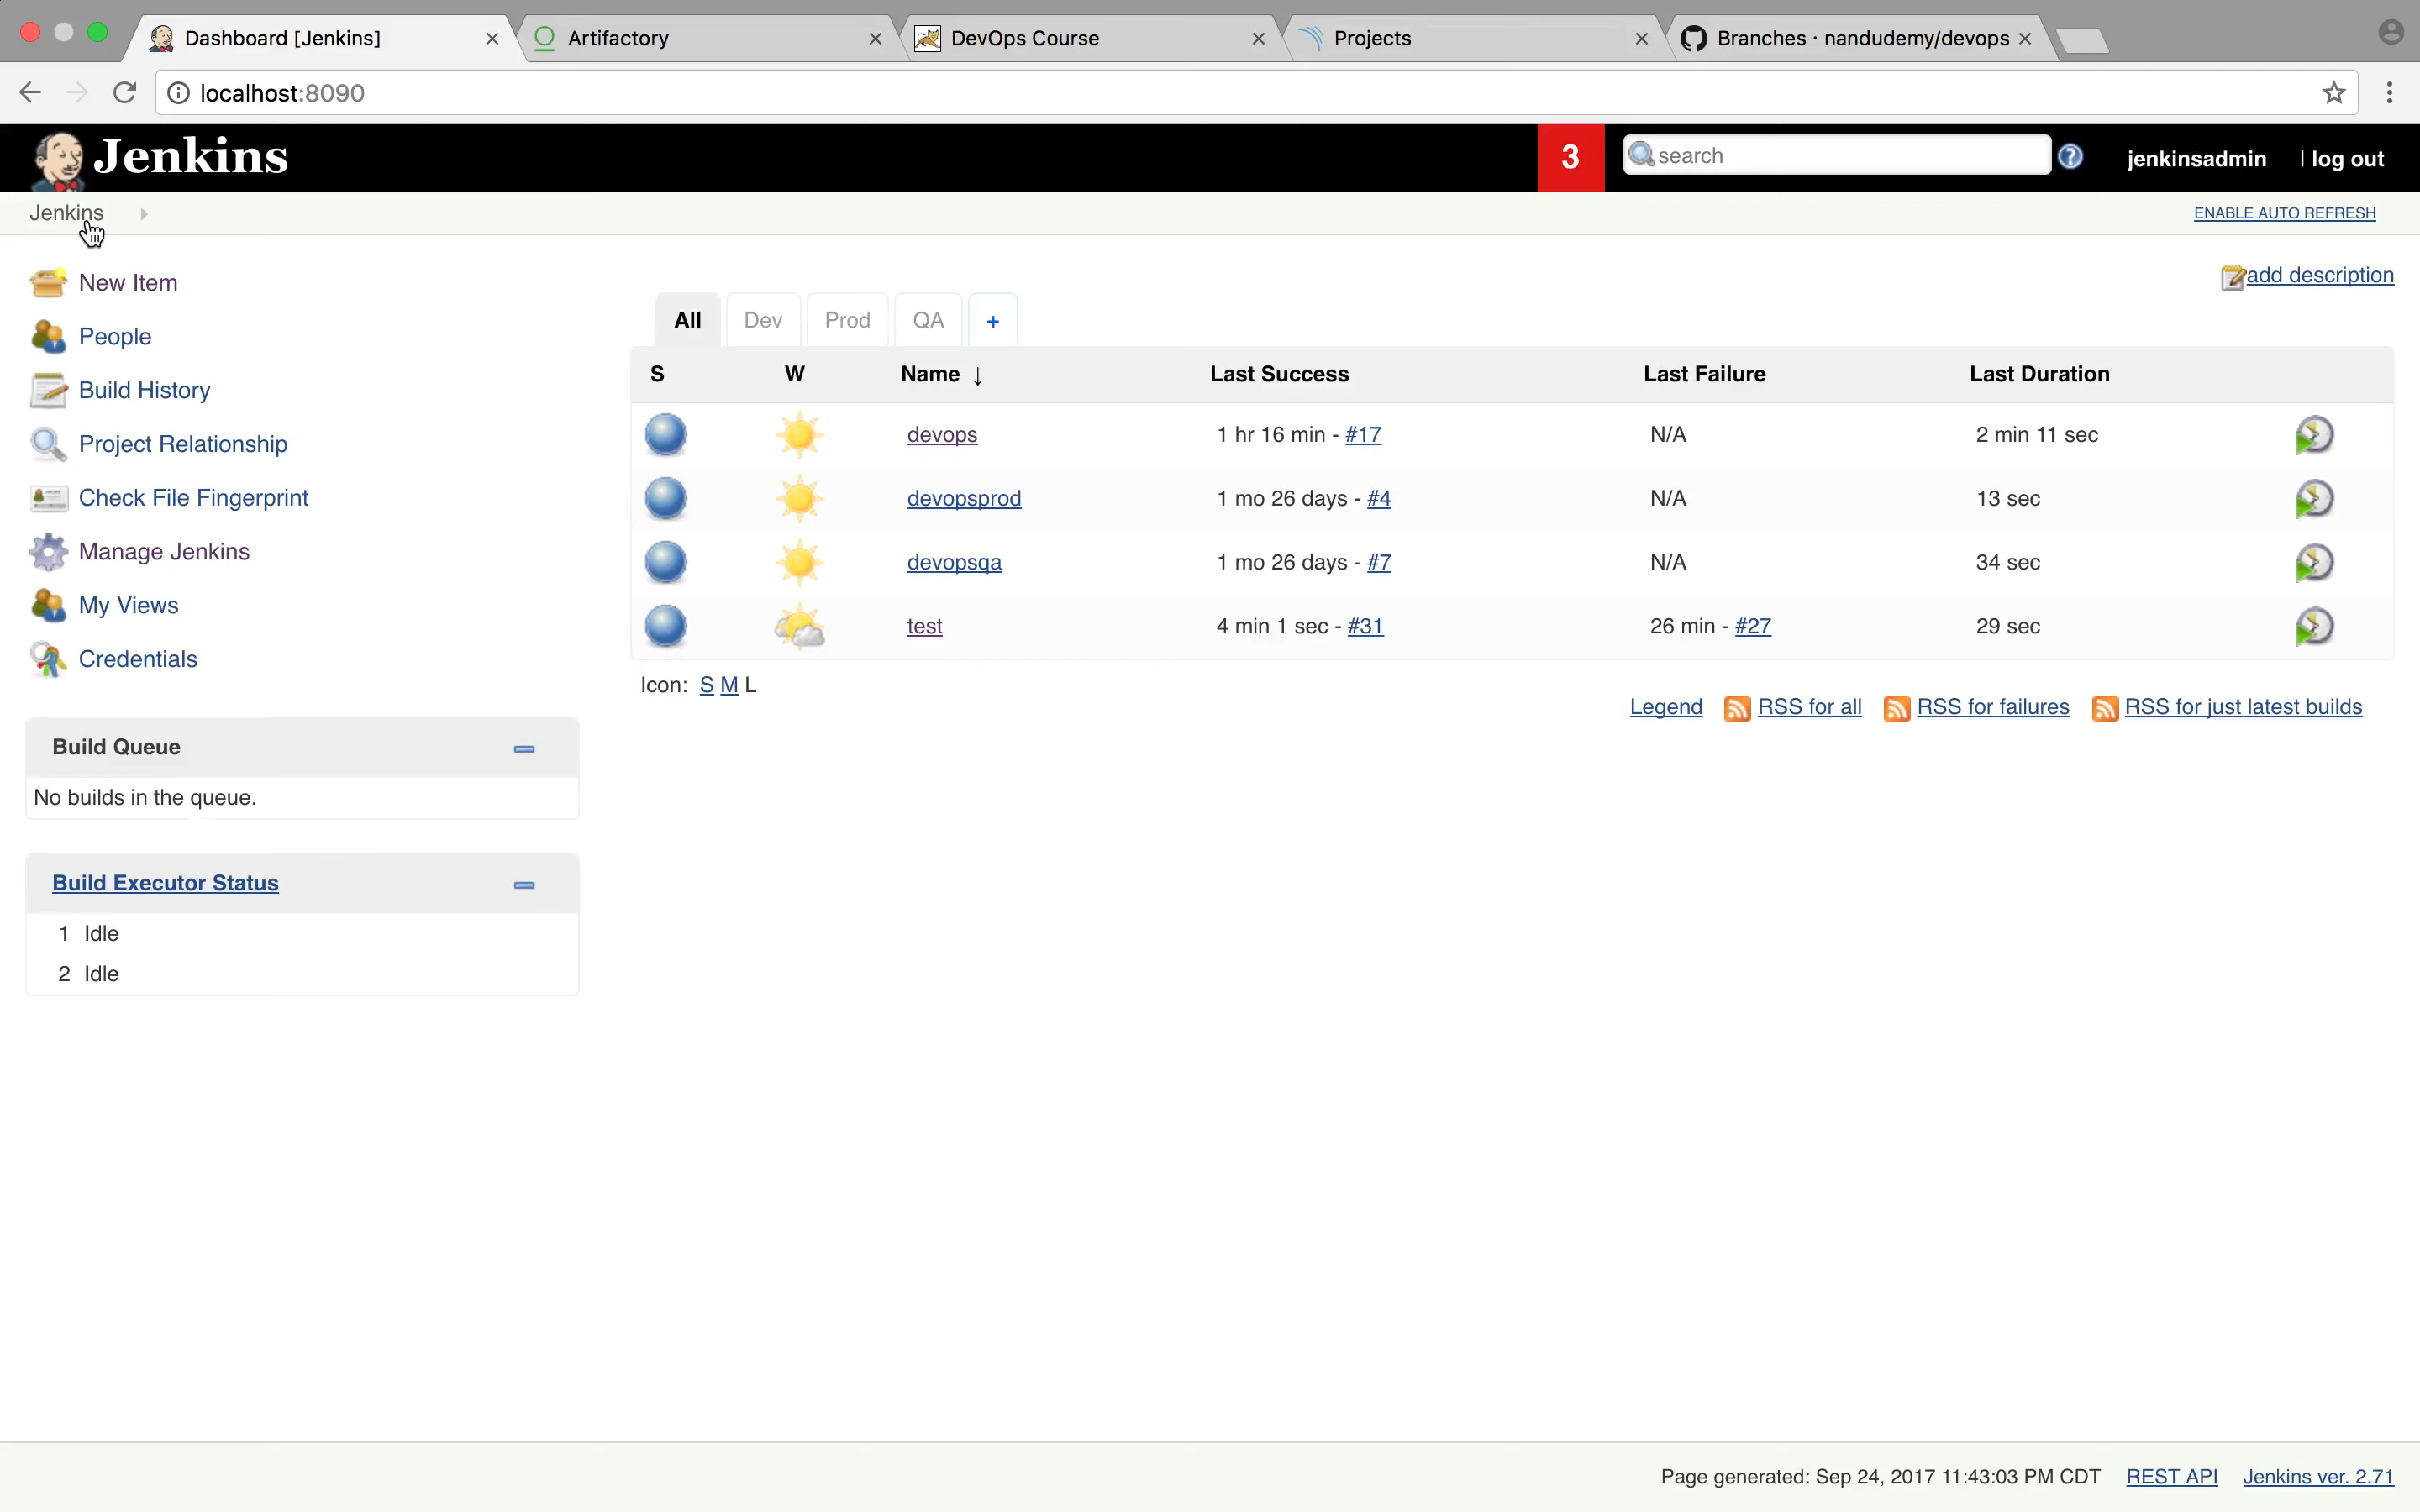 Dashboard [Jenkins]
Artifactory
DevOps Course
Projects
Branches · nandudemy/devops
localhost:8090
Jenkins
3
search
jenkinsadmin
| log out
Jenkins
ENABLE AUTO REFRESH
New Item
People
Build History
Project Relationship
Check File Fingerprint
Manage Jenkins
My Views
Credentials
Build Queue
No builds in the queue.
Build Executor Status
1 Idle
2 Idle
add description
All Dev Prod QA +
S W Name ↓ Last Success Last Failure Last Duration
devops 1 hr 16 min - #17 N/A 2 min 11 sec
devopsprod 1 mo 26 days - #4 N/A 13 sec
devopsqa 1 mo 26 days - #7 N/A 34 sec
test 4 min 1 sec - #31 26 min - #27 29 sec
Icon: S M L
Legend RSS for all RSS for failures RSS for just latest builds
Page generated: Sep 24, 2017 11:43:03 PM CDT REST API Jenkins ver. 2.71